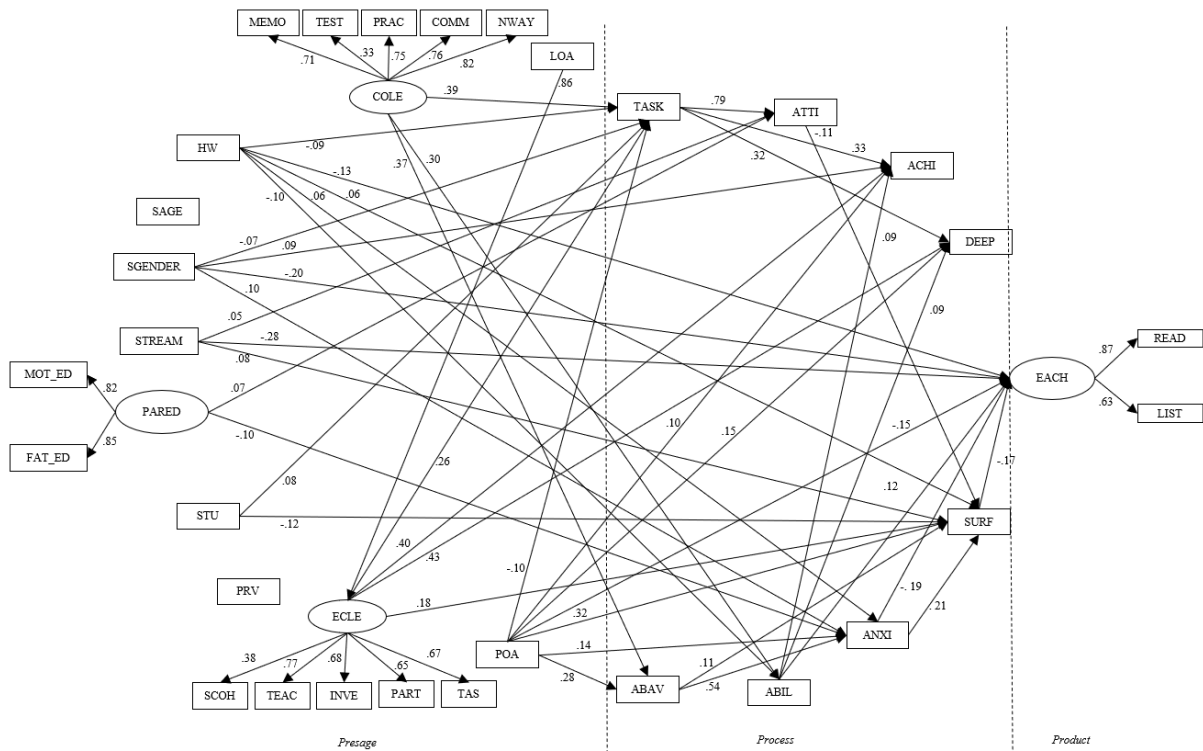 MEMO TEST PRAC COMM NWAY
.71 .33 .75 .76 .82
LOA
.86
COLE .39 TASK .79 ATTI
HW -.09 -.11
.37 .30 .32 .33 ACHI
-.13
-.10 .06 .06
SAGE
-.07 .09 .09 DEEP
SGENDER -.20
.10
.05 .09
STREAM -.28 READ
MOT_ED .08 .87
.82 .07 EACH
PARED .63
.85 -.10 .10 -.15 LIST
FAT_ED .15
.26 -.17
.08 .12
STU -.12 SURF
.40 .43
-.10 -. 19
PRV
.18 .32 . 21
ECLE ANXI
POA .14
.38 .77 .68 .65 .67 .11
.28 .54
SCOH TEAC INVE PART TAS ABAV ABIL
Presage Process Product